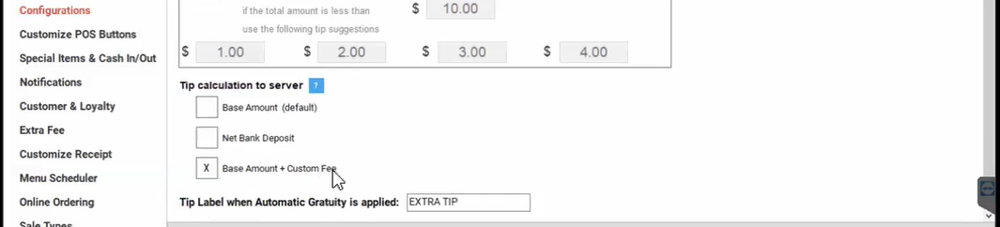 Configurations
Customize POS Buttons
Special Items & Cash In/Out
Notifications
Customer & Loyalty
Extra Fee
Customize Receipt
Menu Scheduler
Online Ordering
Sale Types
if the total amount is less than
$ 10.00
use the following tip suggestions
$ 1.00 $ 2.00 $ 3.00 $ 4.00
Tip calculation to server ?
Base Amount (default)
Net Bank Deposit
X Base Amount + Custom Fee
Tip Label when Automatic Gratuity is applied: EXTRA TIP